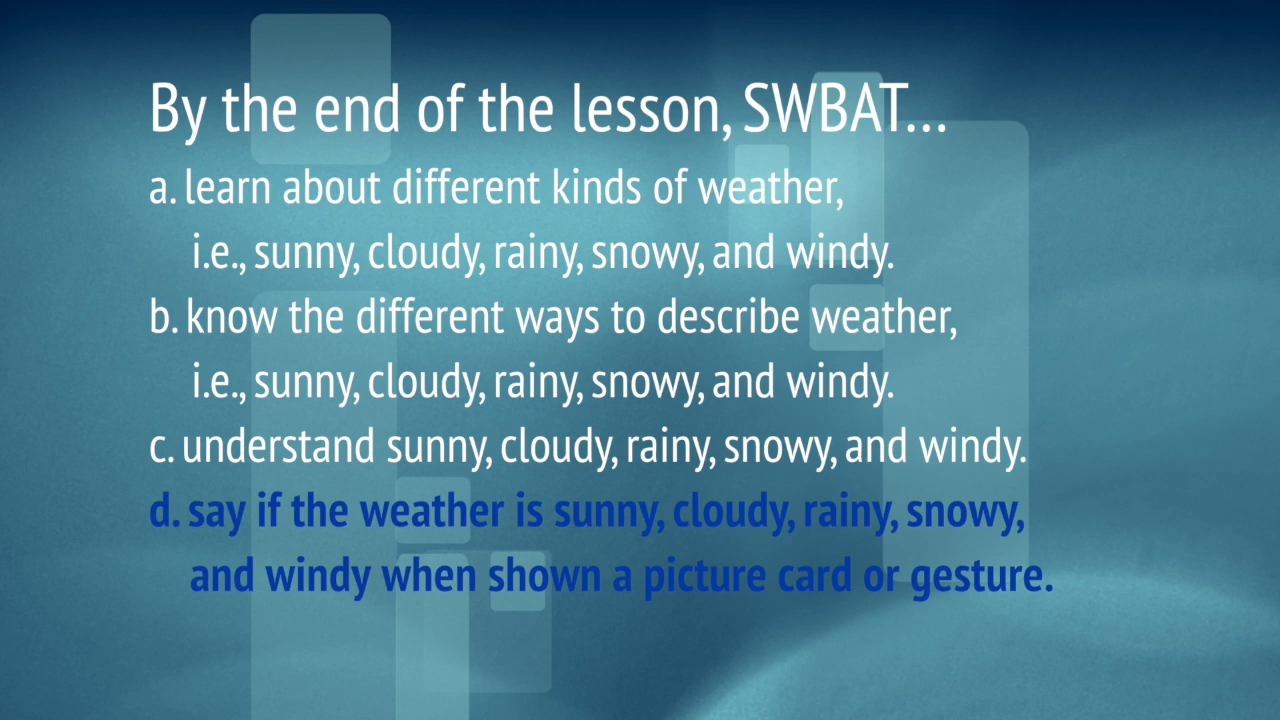 By the end of the lesson, SWBAT...
a. learn about different kinds of weather,
i.e., sunny, cloudy, rainy, snowy, and windy.
b. know the different ways to describe weather,
i.e., sunny, cloudy, rainy, snowy, and windy.
c. understand sunny, cloudy, rainy, snowy, and windy.
d. say if the weather is sunny, cloudy, rainy, snowy,
and windy when shown a picture card or gesture.